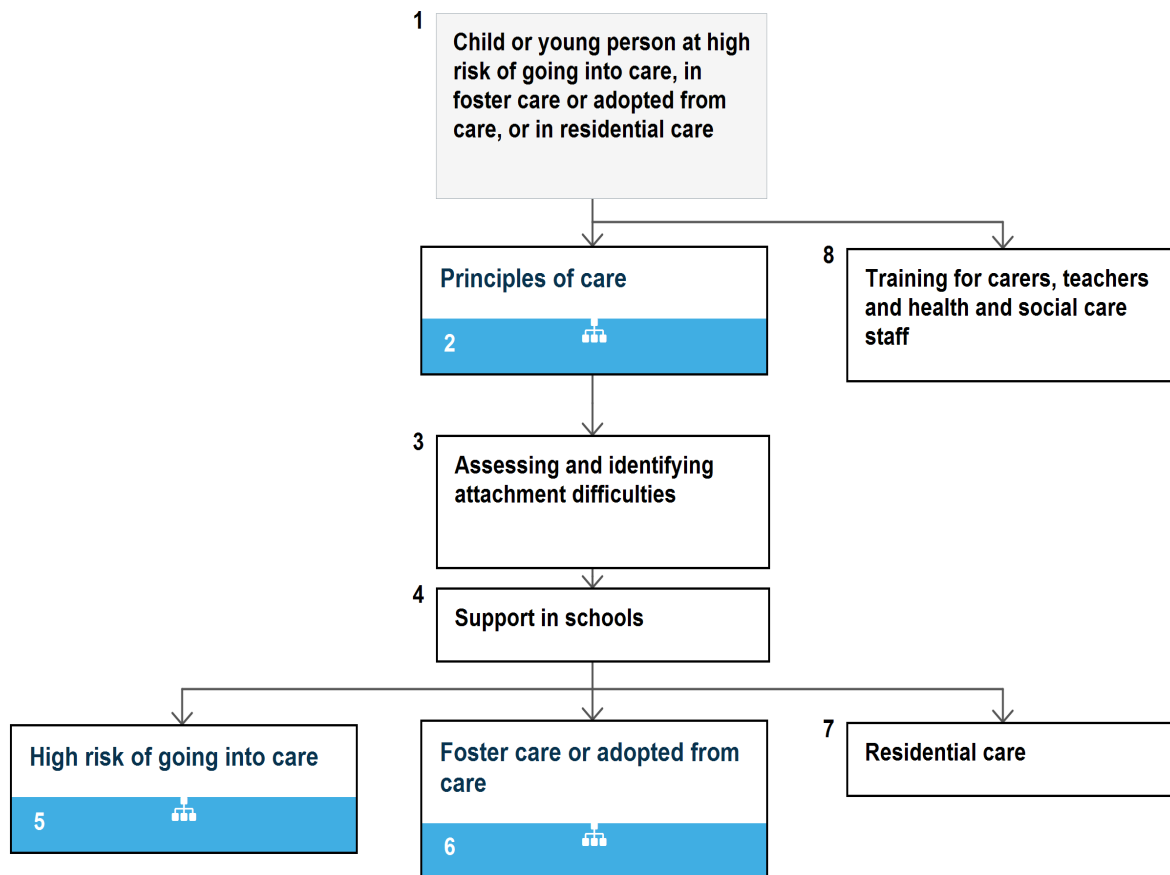 1
Child or young person at high
risk of going into care, in
foster care or adopted from
care, or in residential care
Principles of care
2
8
Training for carers, teachers
and health and social care
staff
3
Assessing and identifying
attachment difficulties
4
Support in schools
High risk of going into care
5
Foster care or adopted from
care
6
7
Residential care